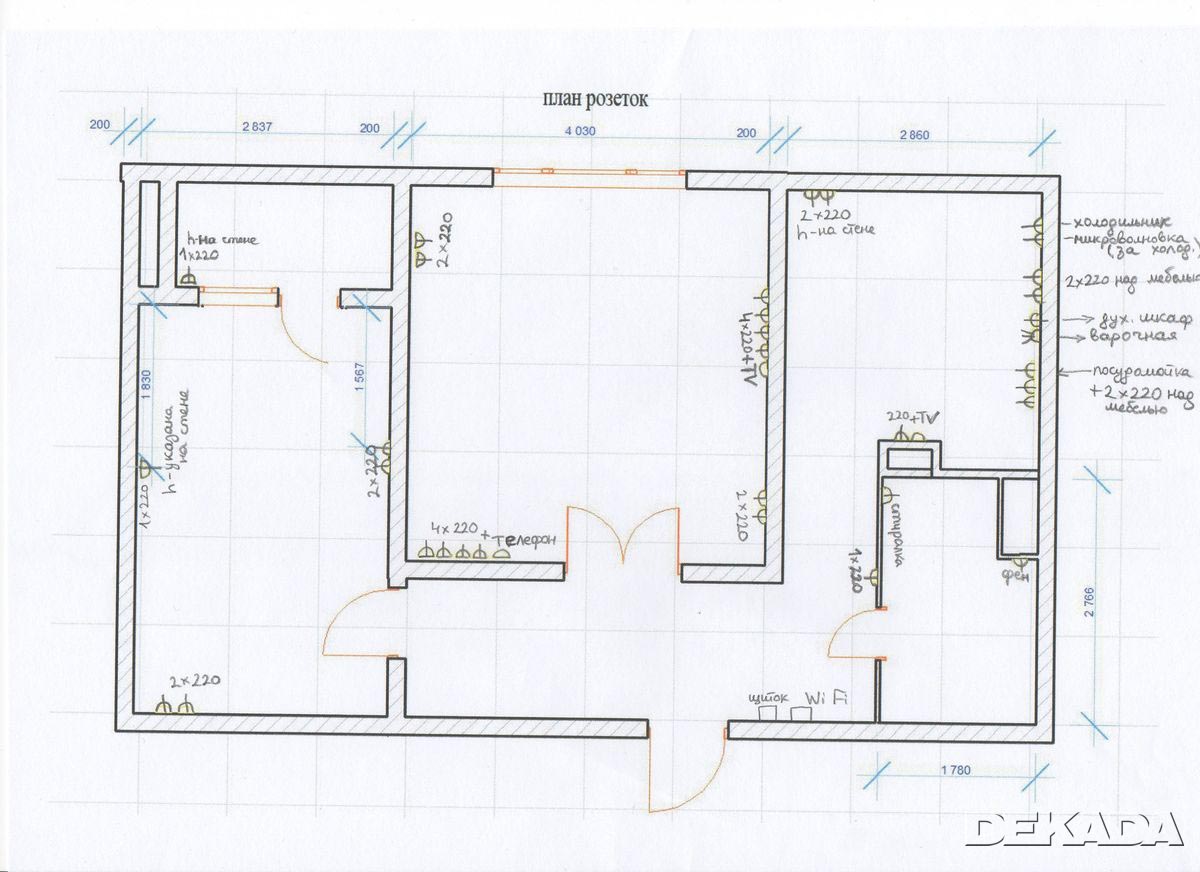 план розеток
200
2 837
200
4 030
200
2 860
h-на стене
1×220
2×220
2×220
h-на стене
-холодильник
-микроволновка
(за холод.)
2×220 над мебелью
дух. шкаф
варочная
-посудомойка
+2×220 над
мебелью
4×220+TV
1 830
1 567
h-указана
на стене
1×220
2×220
220+TV
2×220
4×220
+телефон
стиралка
1×220
фен
2 766
2×220
щиток
WiFi
1 780
DEKADA